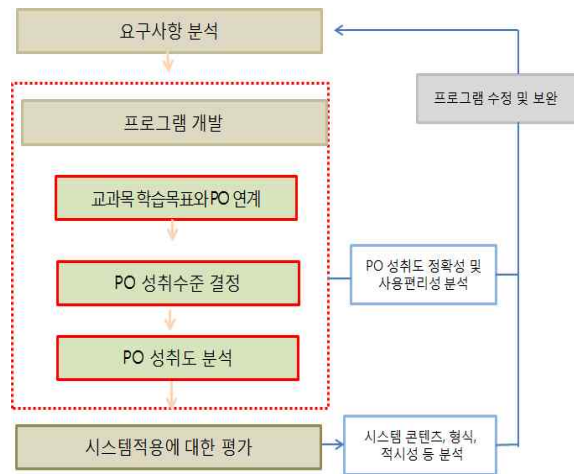 요구사항 분석
프로그램 수정 및 보완
프로그램 개발
교과목 학습목표와 PO 연계
PO 성취수준 결정
PO 성취도 정확성 및
사용편리성 분석
PO 성취도 분석
시스템적용에 대한 평가
시스템 콘텐츠, 형식,
적시성 등 분석